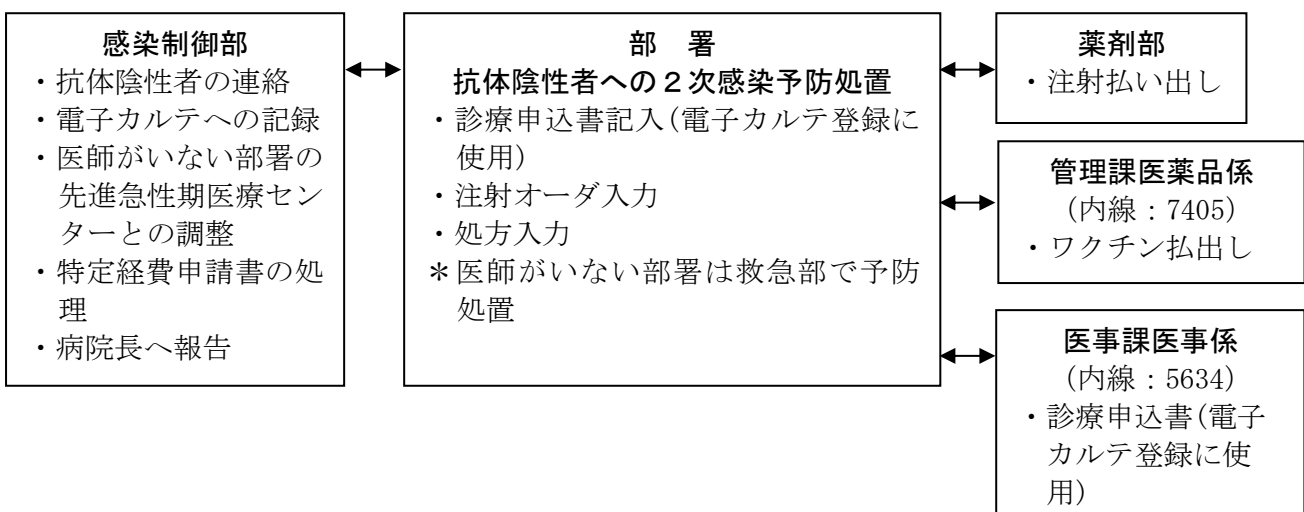 感染制御部
・抗体陰性者の連絡
・電子カルテへの記録
・医師がいない部署の
先進急性期医療セン
ターとの調整
・特定経費申請書の処
理
・病院長へ報告
部　署
抗体陰性者への２次感染予防処置
・診療申込書記入(電子カルテ登録に
使用)
・注射オーダ入力
・処方入力
＊医師がいない部署は救急部で予防
処置
薬剤部
・注射払い出し
管理課医薬品係
(内線：7405)
・ワクチン払出し
医事課医事係
(内線：5634)
・診療申込書(電子
カルテ登録に使
用)